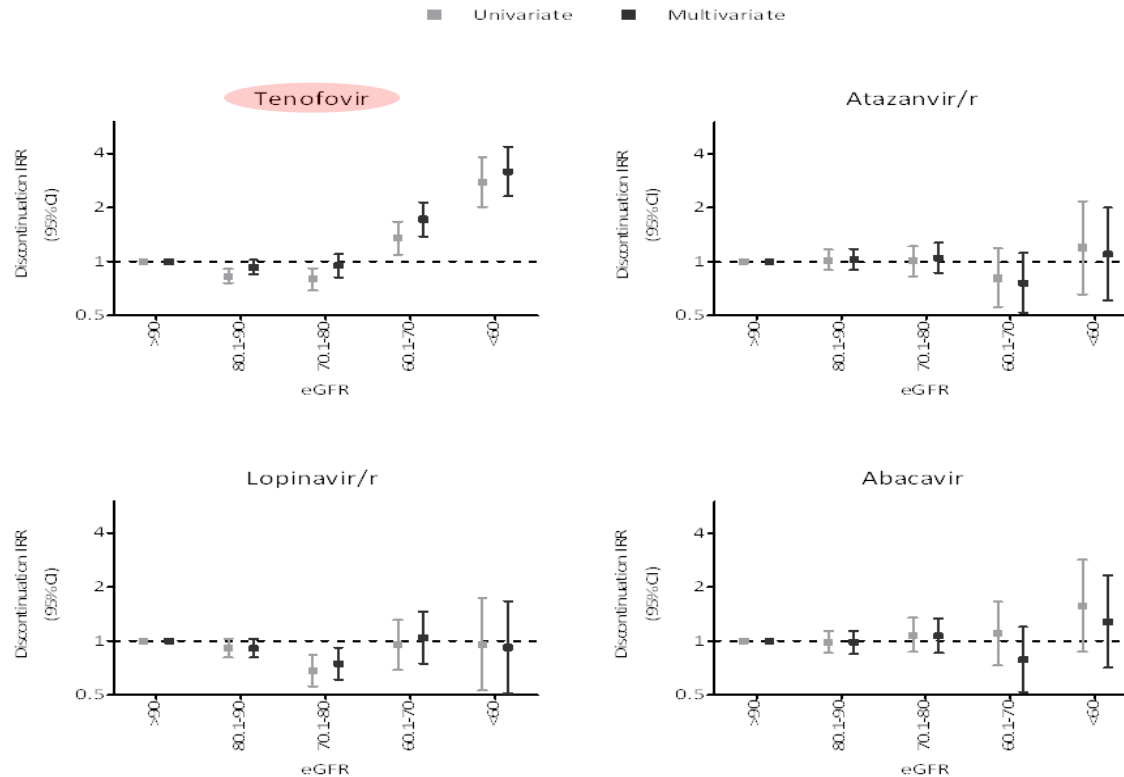 Univariate Multivariate
Tenofovir
Discontinuation IRR
(95%CI)
4
2
1
0.5
>90
80.1-90
70.1-80
60.1-70
<60
eGFR
Atazanvir/r
Discontinuation IRR
(95%CI)
4
2
1
0.5
>90
80.1-90
70.1-80
60.1-70
<60
eGFR
Lopinavir/r
Discontinuation IRR
(95%CI)
4
2
1
0.5
>90
80.1-90
70.1-80
60.1-70
<60
eGFR
Abacavir
Discontinuation IRR
(95%CI)
4
2
1
0.5
>90
80.1-90
70.1-80
60.1-70
<60
eGFR